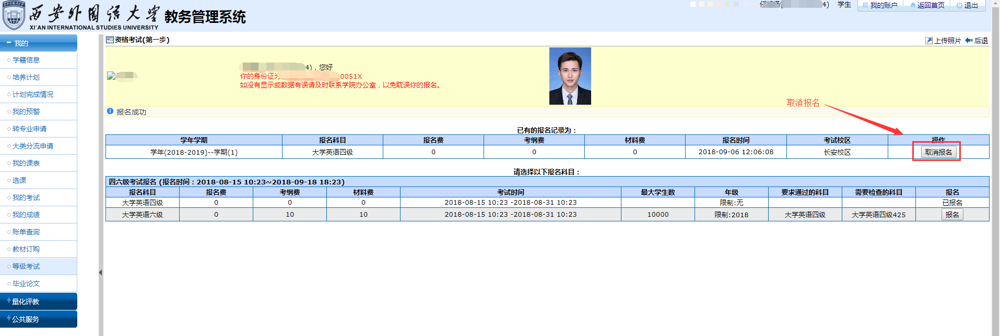 西安外国语大学
XI'AN INTERNATIONAL STUDIES UNIVERSITY
教务管理系统
4) 学生 我的账户 返回首页 退出
我的
学籍信息
培养计划
计划完成情况
我的预警
转专业申请
大类分流申请
我的课表
选课
我的考试
我的成绩
账单查询
教材订购
等级考试
毕业论文
量化评教
公共服务
资格考试(第一步) 上传照片 后退
4)，您好
你的身份证为 0051X
如没有显示或数据有误请及时联系学院办公室，以免耽误你的报名。
取消报名
报名成功
已有的报名记录为：
学年学期 报名科目 报名费 考纲费 材料费 报名时间 考试校区 操作
学年(2018-2019)--学期(1) 大学英语四级 0 0 0 2018-09-06 12:06:08 长安校区 取消报名
请选择以下报名科目：
四六级考试报名 (报名时间：2018-08-15 10:23~2018-09-18 18:23)
报名科目 报名费 考纲费 材料费 考试时间 最大学生数 年级 要求通过的科目 需要检查的科目 报名
大学英语四级 0 0 0 2018-08-15 10:23 -2018-08-31 10:23 限制:无 已报名
大学英语六级 0 10 10 2018-08-15 10:23 -2018-08-31 10:23 10000 限制:2018 大学英语四级 大学英语四级425 报名